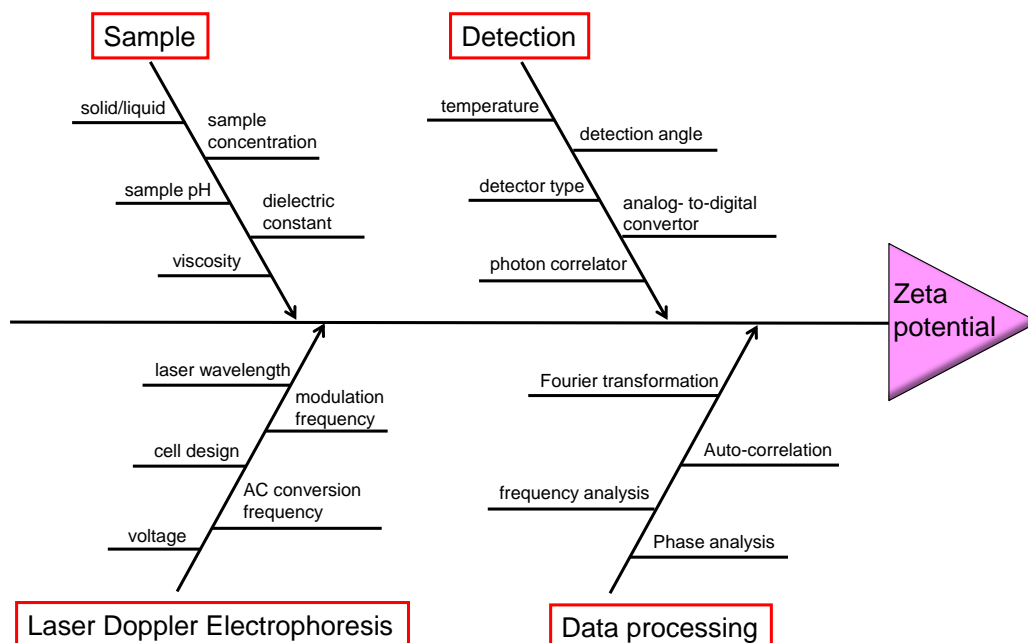 Sample
Detection
solid/liquid
sample
concentration
sample pH
dielectric
constant
viscosity
temperature
detection angle
detector type
analog- to-digital
convertor
photon correlator
Zeta
potential
laser wavelength
modulation
frequency
cell design
AC conversion
frequency
voltage
Fourier transformation
Auto-correlation
frequency analysis
Phase analysis
Laser Doppler Electrophoresis
Data processing